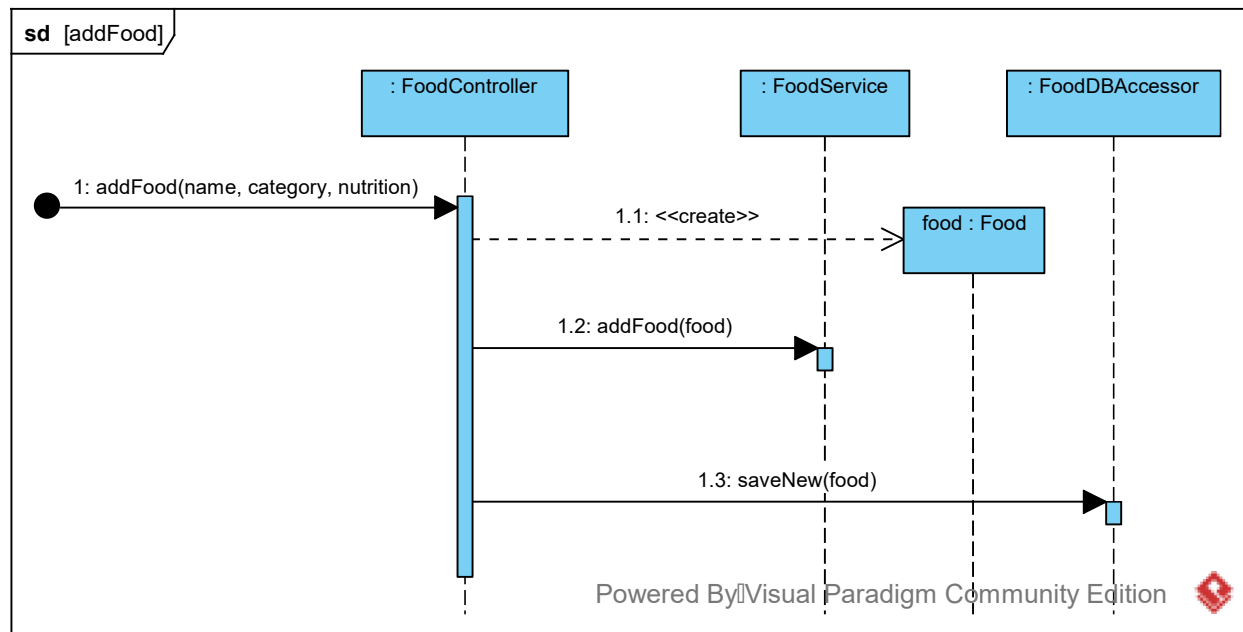 sd [addFood]
: FoodController
: FoodService
: FoodDBAccessor
1: addFood(name, category, nutrition)
1.1: <<create>>
food : Food
1.2: addFood(food)
1.3: saveNew(food)
Powered By▯Visual Paradigm Community Edition